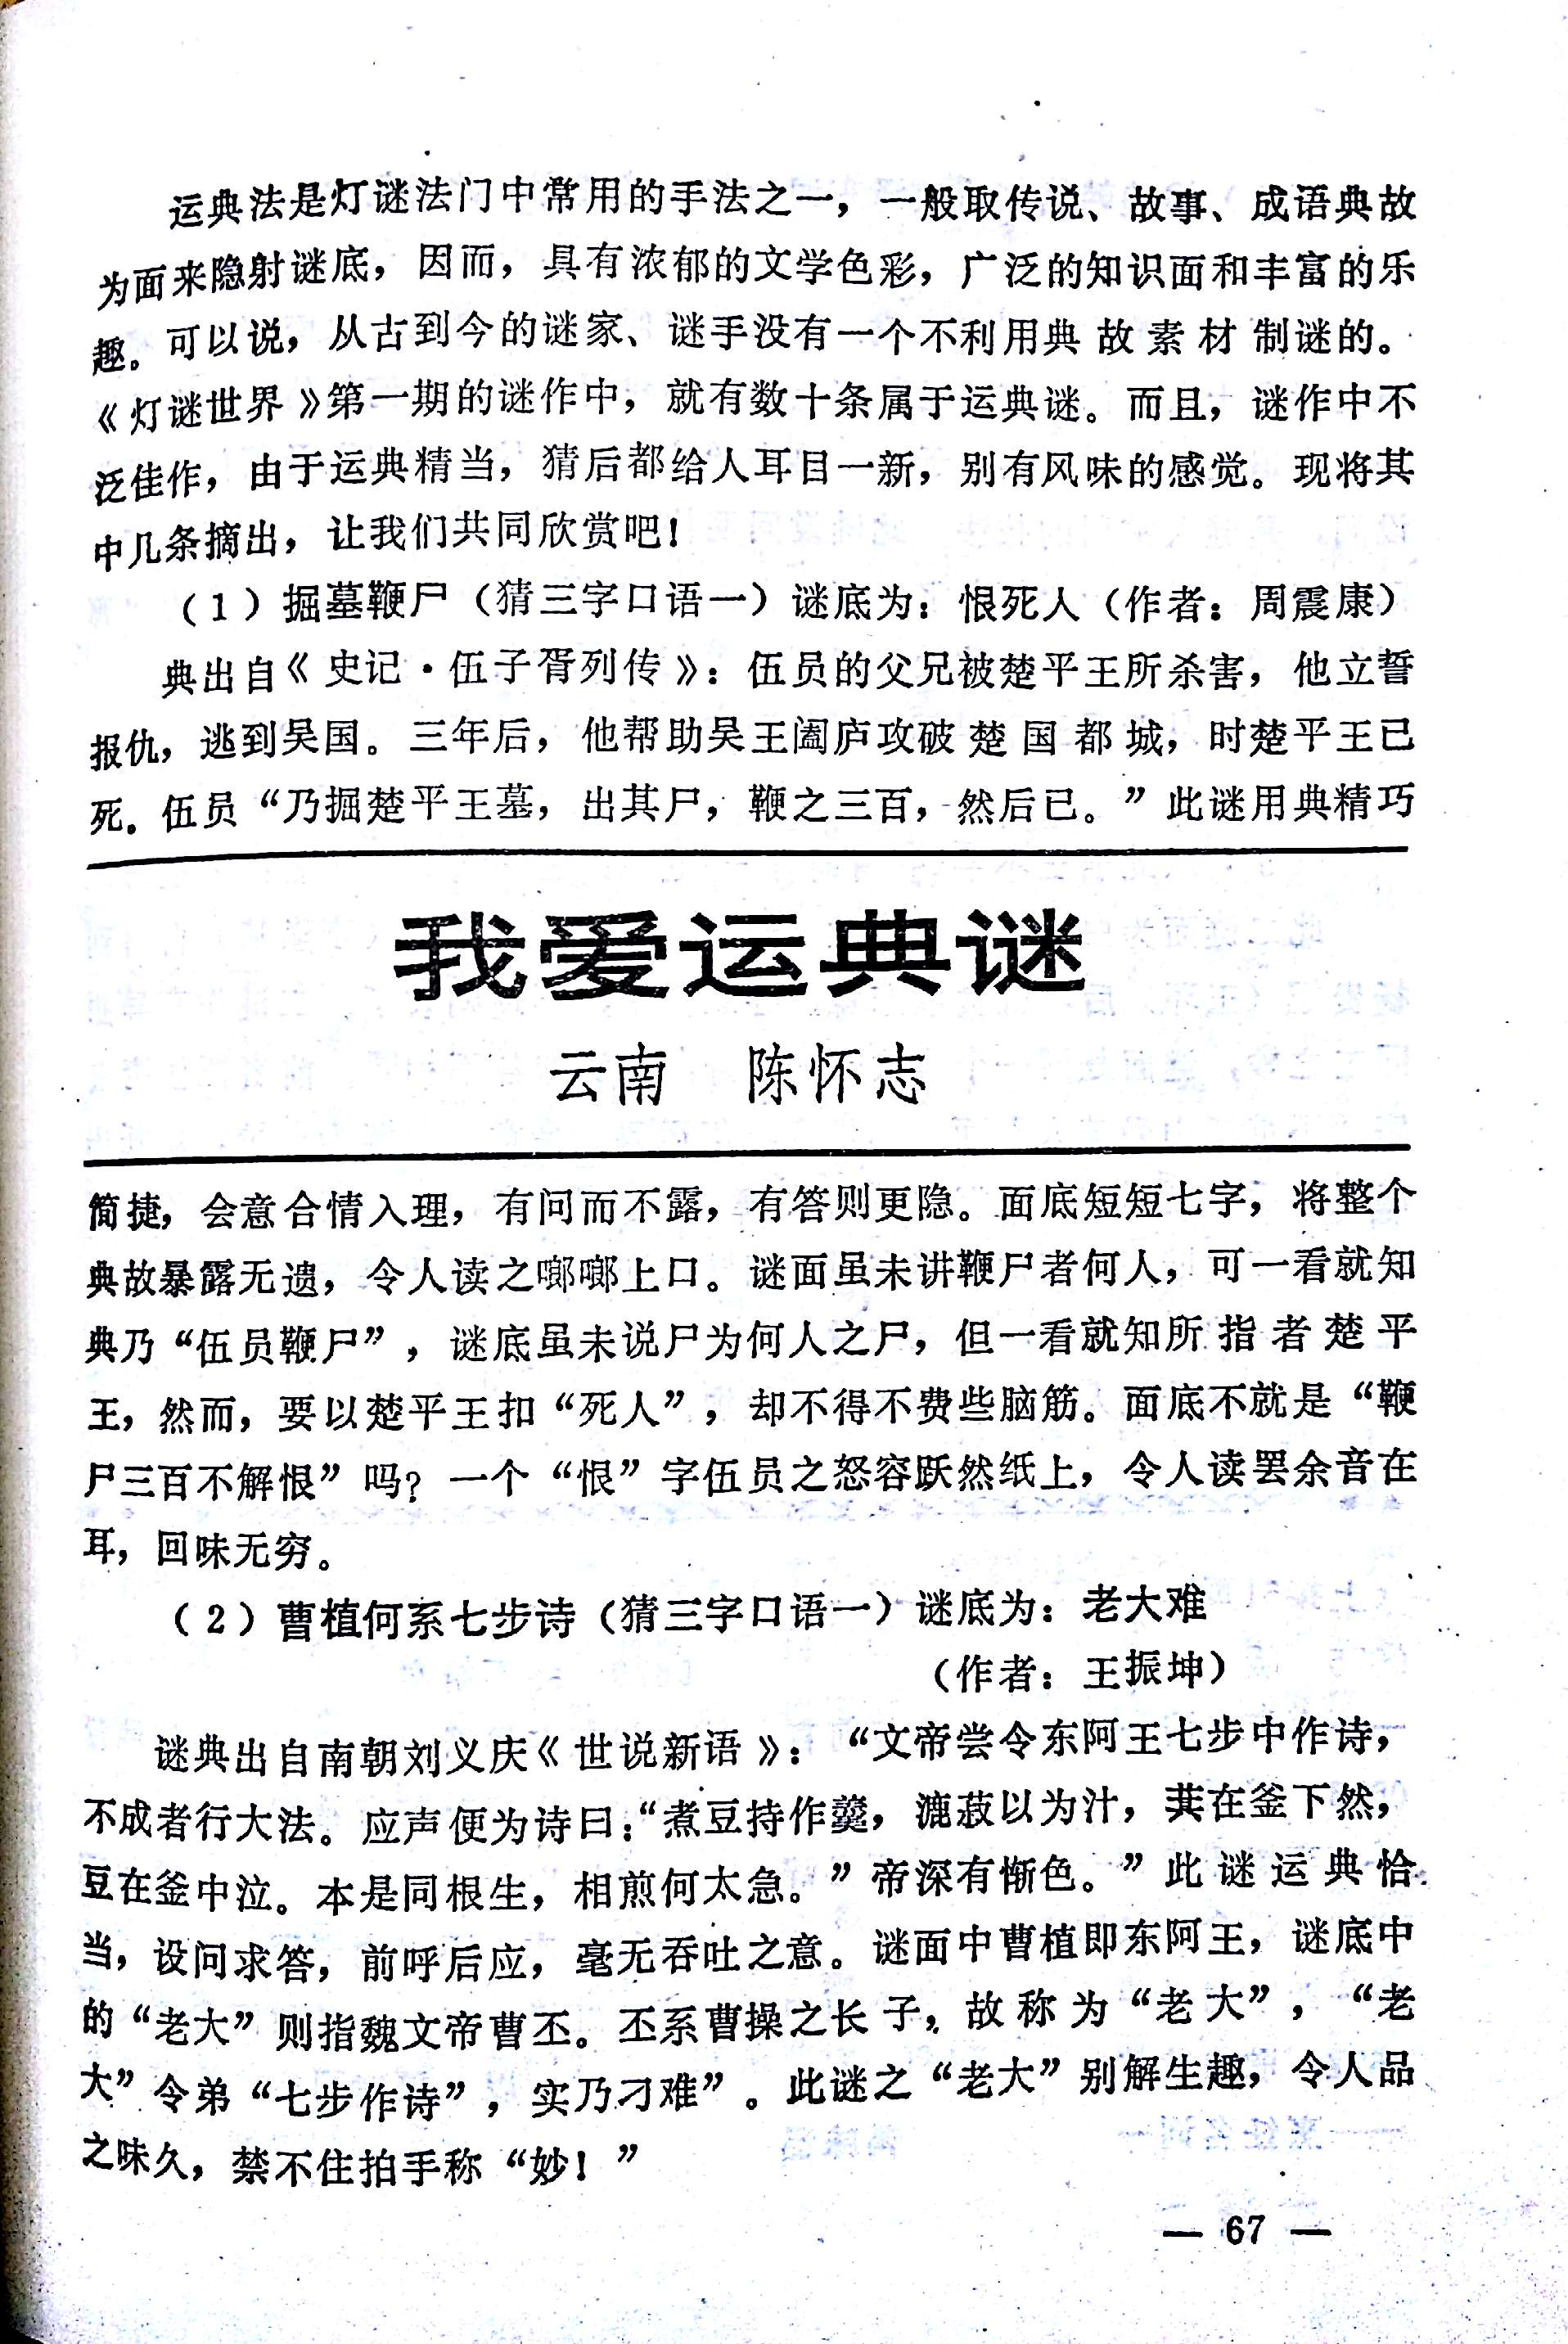 运典法是灯谜法门中常用的手法之一，一般取传说、故事、成语典故
为面来隐射谜底，因而，具有浓郁的文学色彩，广泛的知识面和丰富的乐
趣。可以说，从古到今的谜家、谜手没有一个不利用典故素材制谜的。
《灯谜世界》第一期的谜作中，就有数十条属于运典谜。而且，谜作中不
泛佳作，由于运典精当，猜后都给人耳目一新，别有风味的感觉。现将其
中几条摘出，让我们共同欣赏吧！
（1）掘墓鞭尸（猜三字口语一）谜底为：恨死人（作者：周震康）
典出自《史记·伍子胥列传》：伍员的父兄被楚平王所杀害，他立誓
报仇，逃到吴国。三年后，他帮助吴王阖庐攻破楚国都城，时楚平王已
死。伍员“乃掘楚平王墓，出其尸，鞭之三百，然后已。”此谜用典精巧
我爱运典谜
云南 陈怀志
简捷，会意合情入理，有问而不露，有答则更隐。面底短短七字，将整个
典故暴露无遗，令人读之啷啷上口。谜面虽未讲鞭尸者何人，可一看就知
典乃“伍员鞭尸”，谜底虽未说尸为何人之尸，但一看就知所指者楚平
王，然而，要以楚平王扣“死人”，却不得不费些脑筋。面底不就是“鞭
尸三百不解恨”吗？一个“恨”字伍员之怒容跃然纸上，令人读罢余音在
耳，回味无穷。
（2）曹植何系七步诗（猜三字口语一）谜底为：老大难
（作者：王振坤）
谜典出自南朝刘义庆《世说新语》：“文帝尝令东阿王七步中作诗，
不成者行大法。应声便为诗曰：“煮豆持作羹，漉菽以为汁，萁在釜下然，
豆在釜中泣。本是同根生，相煎何太急。”帝深有惭色。”此谜运典恰
当，设问求答，前呼后应，毫无吞吐之意。谜面中曹植即东阿王，谜底中
的“老大”则指魏文帝曹丕。丕系曹操之长子，故称为“老大”，“老
大”令弟“七步作诗”，实乃刁难”。此谜之“老大”别解生趣，令人品
之味久，禁不住拍手称“妙！”
— 67 —